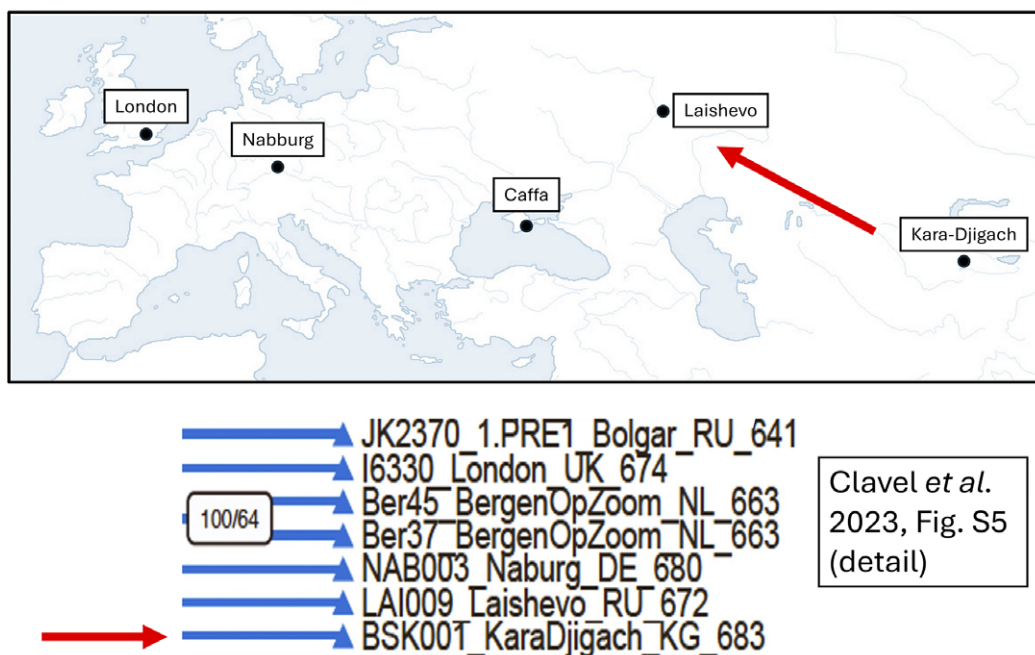 London
Nabburg
Caffa
Laishevo
Kara-Djigach
JK2370_1.PRE1_Bolgar_RU_641
I6330_London_UK_674
Ber45_BergenOpZoom_NL_663
100/64
Ber37_BergenOpZoom_NL_663
NAB003_Naburg_DE_680
LAI009_Laishevo_RU_672
BSK001_KaraDjigach_KG_683
Clavel et al.
2023, Fig. S5
(detail)